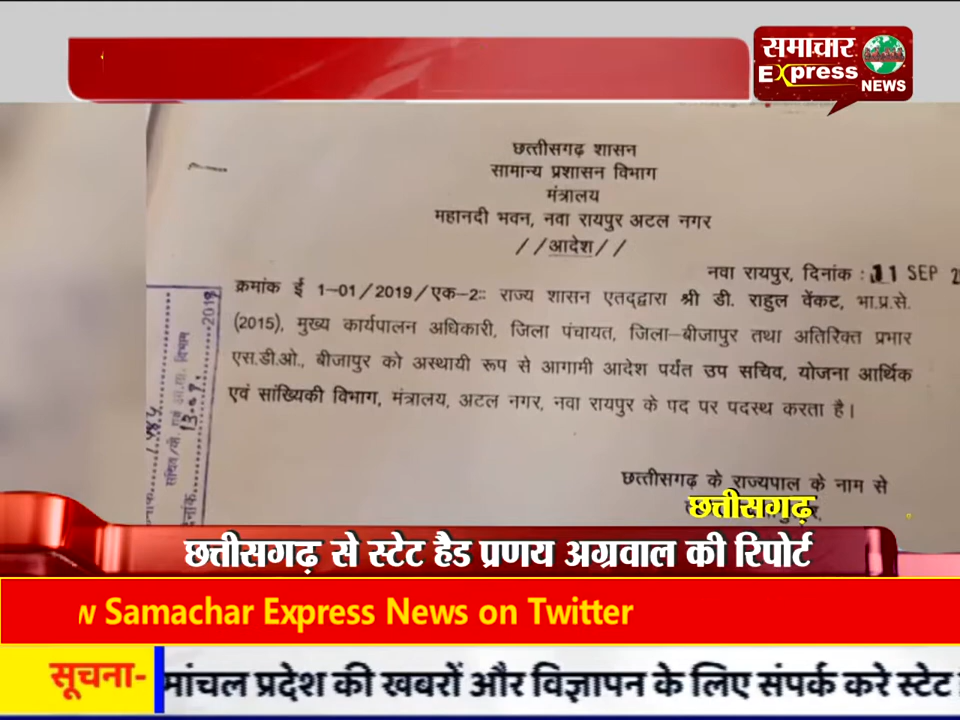 समाचार
Express
NEWS
छत्तीसगढ़ शासन
सामान्य प्रशासन विभाग
मंत्रालय
महानदी भवन, नवा रायपुर अटल नगर
//आदेश//
नवा रायपुर, दिनांक : 11 SEP
क्रमांक ई 1-01/2019/एक-2:: राज्य शासन एतद्द्वारा श्री डी. राहुल वेंकट, भा.प्र.से.
(2015), मुख्य कार्यपालन अधिकारी, जिला पंचायत, जिला-बीजापुर तथा अतिरिक्त प्रभार
एस.डी.ओ., बीजापुर को अस्थायी रूप से आगामी आदेश पर्यंत उप सचिव, योजना आर्थिक
एवं सांख्यिकी विभाग, मंत्रालय, अटल नगर, नवा रायपुर के पद पर पदस्थ करता है।
छत्तीसगढ़ के राज्यपाल के नाम से
छत्तीसगढ़
छत्तीसगढ़ से स्टेट हैड प्रणय अग्रवाल की रिपोर्ट
Samachar Express News on Twitter
सूचना- मांचल प्रदेश की खबरों और विज्ञापन के लिए संपर्क करे स्टेट